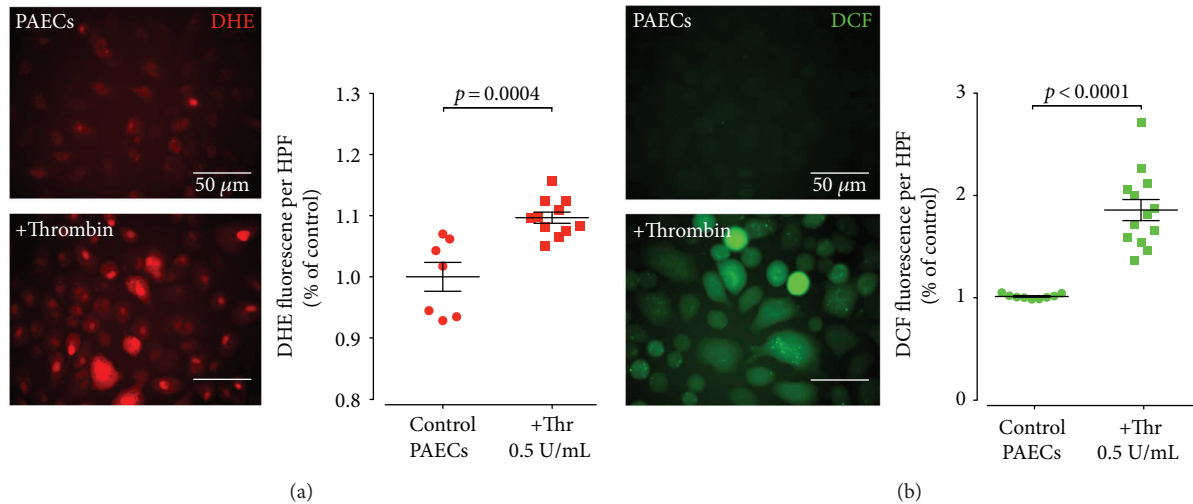 PAECs DHE
50 μm
+Thrombin
DHE fluorescene per HPF
(% of control)
1.3
1.2
1.1
1.0
0.9
0.8
p = 0.0004
Control
PAECs
+Thr
0.5 U/mL
(a)
PAECs DCF
50 μm
+Thrombin
DCF fluorescence per HPF
(% of control)
3
2
1
0
p < 0.0001
Control
PAECs
+Thr
0.5 U/mL
(b)